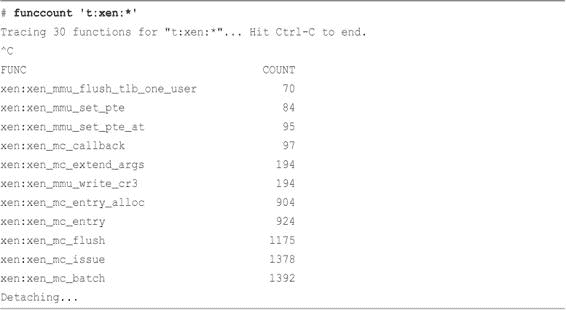 # funccount 't:xen:*'
Tracing 30 functions for "t:xen:*"... Hit Ctrl-C to end.
^C
FUNC COUNT
xen:xen_mmu_flush_tlb_one_user 70
xen:xen_mmu_set_pte 84
xen:xen_mmu_set_pte_at 95
xen:xen_mc_callback 97
xen:xen_mc_extend_args 194
xen:xen_mmu_write_cr3 194
xen:xen_mc_entry_alloc 904
xen:xen_mc_entry 924
xen:xen_mc_flush 1175
xen:xen_mc_issue 1378
xen:xen_mc_batch 1392
Detaching...